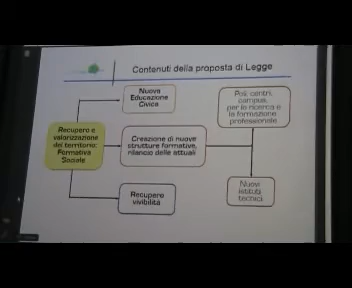 Contenuti della proposta di Legge
Nuova
Educazione
Civica
Poli, centri,
campus,
per la ricerca e
la formazione
professionale
Recupero e
valorizzazione
del territorio:
Formativa
Sociale
Creazione di nuove
strutture formative,
rilancio delle attuali
Recupero
vivibilità
Nuovi
istituti
tecnici